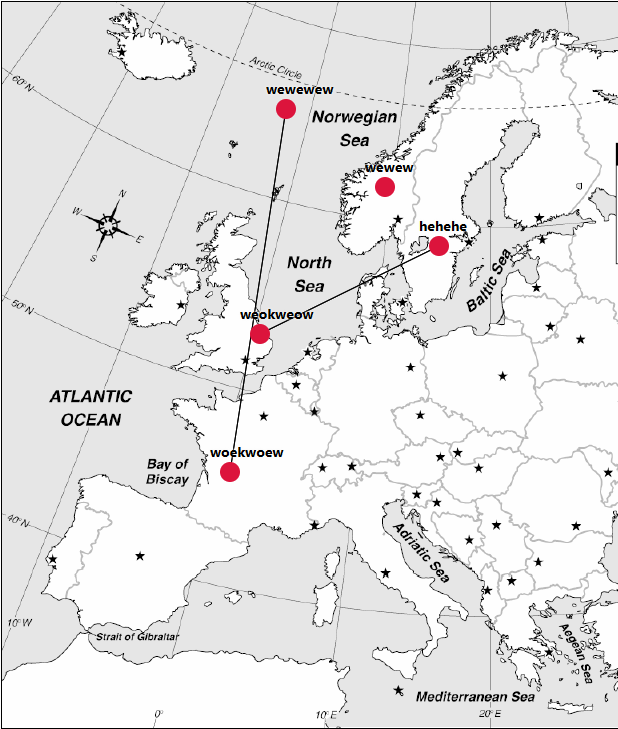 Arctic Circle
wewewew
60°N
Norwegian
Sea
wewew
N
W
E
S
hehehe
North
Sea
Baltic Sea
50°N
weokweow
ATLANTIC
OCEAN
woekwoew
Bay of
Biscay
40°N
Adriatic Sea
10°W
Strait of Gibraltar
Aegean Sea
Mediterranean Sea
0°
10°E
20°E